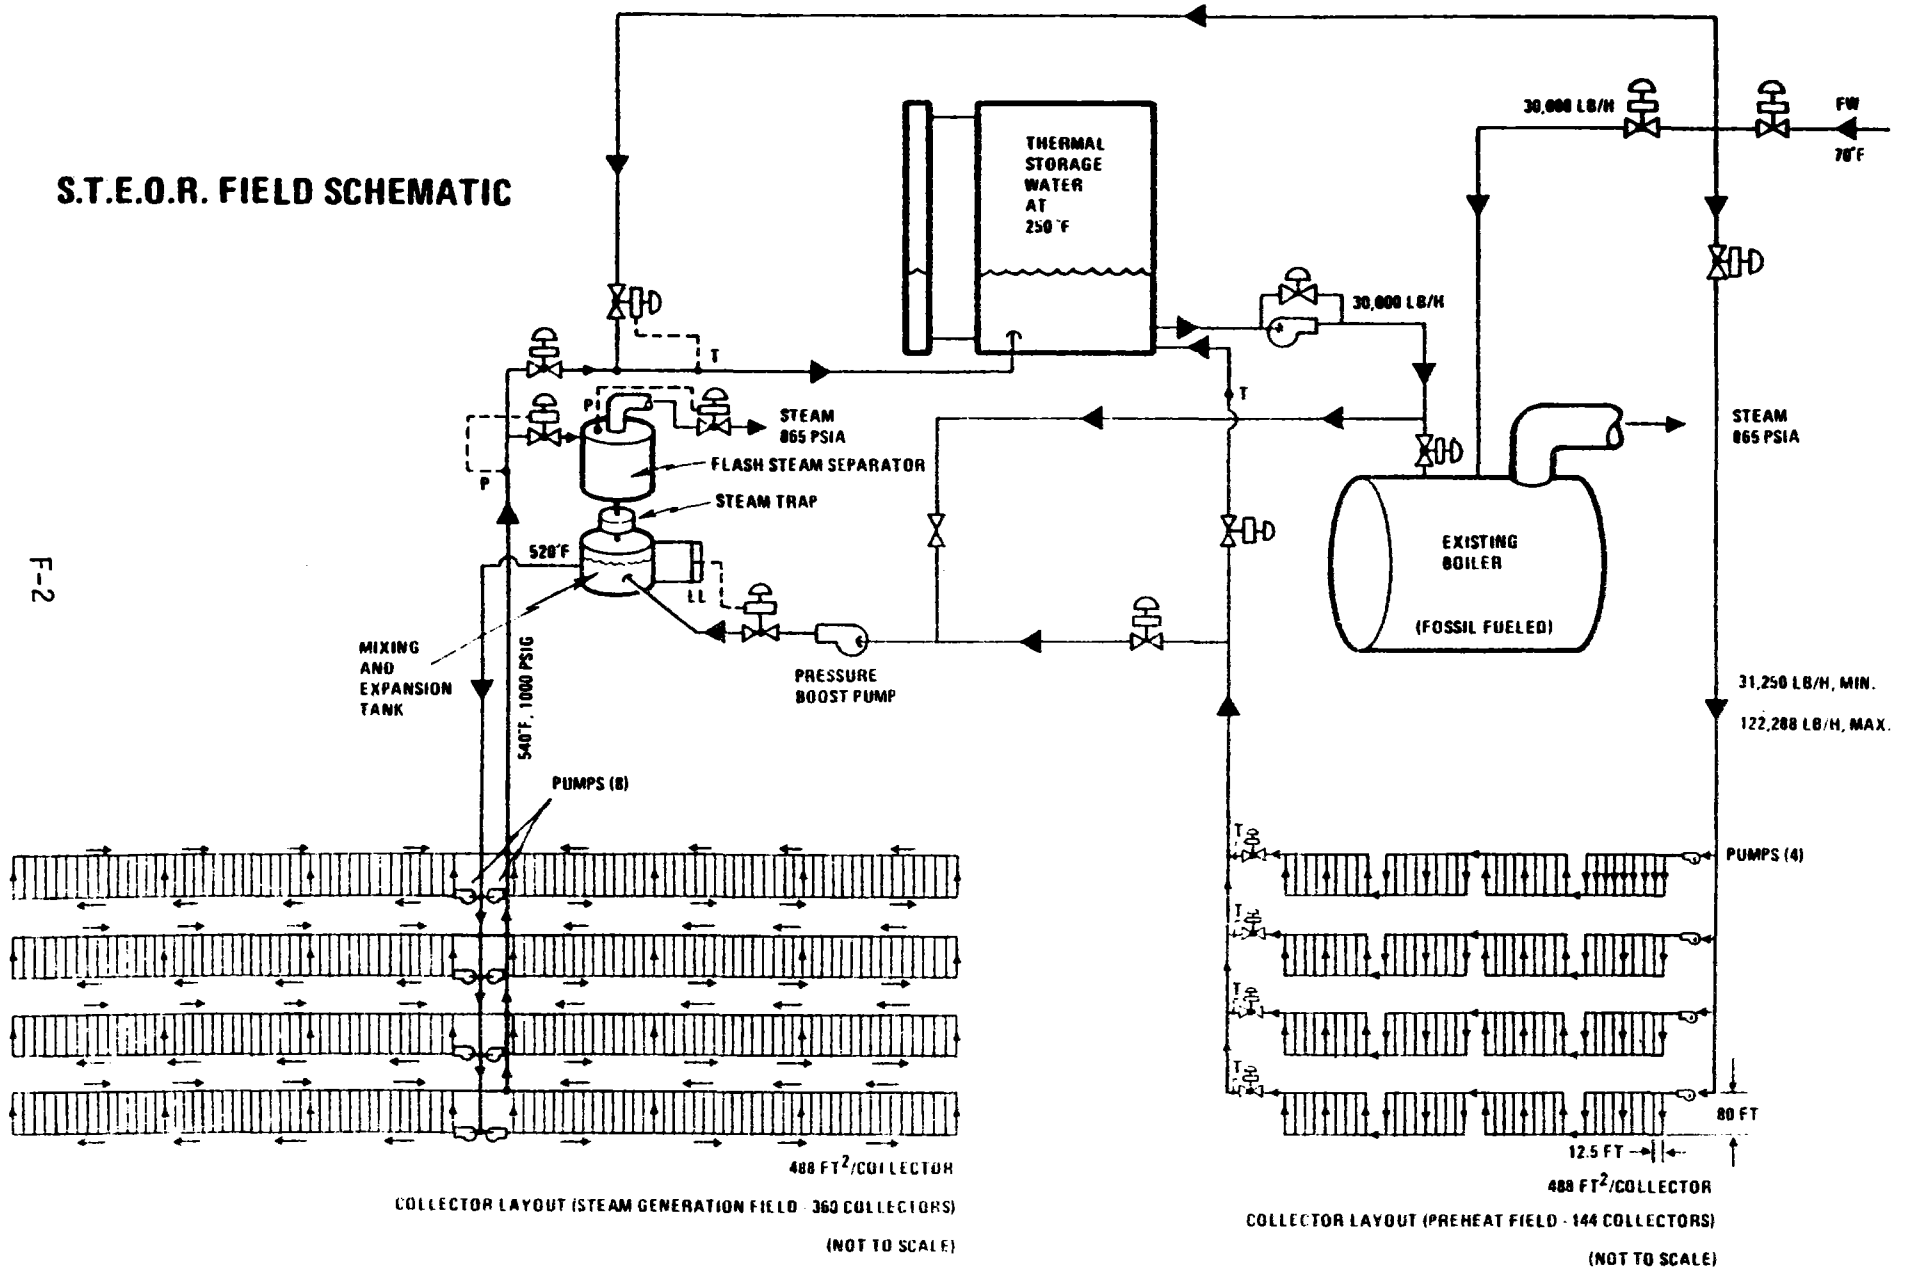 S.T.E.O.R. FIELD SCHEMATIC
THERMAL
STORAGE
WATER
AT
250°F
30,000 LB/H
FW
70°F
30,000 LB/H
T
T
P
STEAM
865 PSIA
FLASH STEAM SEPARATOR
P
STEAM TRAP
STEAM
865 PSIA
520°F
LL
EXISTING
BOILER
(FOSSIL FUELED)
F-2
MIXING
AND
EXPANSION
TANK
540°F, 1000 PSIG
PRESSURE
BOOST PUMP
31,250 LB/H, MIN.
122,288 LB/H, MAX.
PUMPS (8)
T
PUMPS (4)
T
T
T
80 FT
12.5 FT
488 FT²/COLLECTOR
COLLECTOR LAYOUT (STEAM GENERATION FIELD - 360 COLLECTORS)
(NOT TO SCALE)
488 FT²/COLLECTOR
COLLECTOR LAYOUT (PREHEAT FIELD - 144 COLLECTORS)
(NOT TO SCALE)